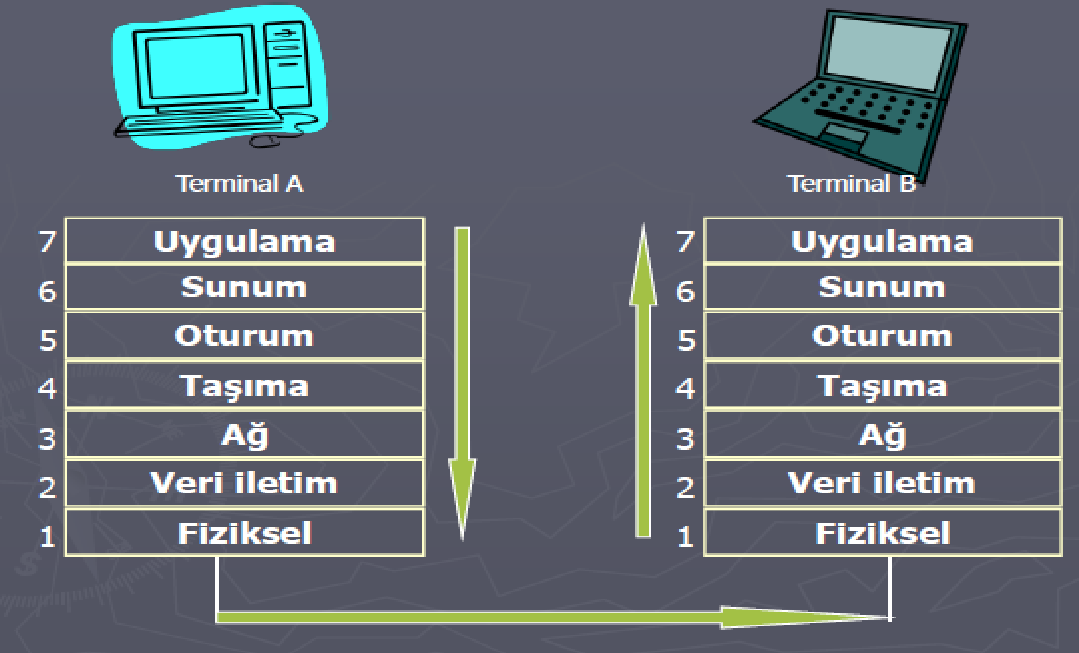 Terminal A
Terminal B
7 Uygulama
6 Sunum
5 Oturum
4 Taşıma
3 Ağ
2 Veri iletim
1 Fiziksel
7 Uygulama
6 Sunum
5 Oturum
4 Taşıma
3 Ağ
2 Veri iletim
1 Fiziksel